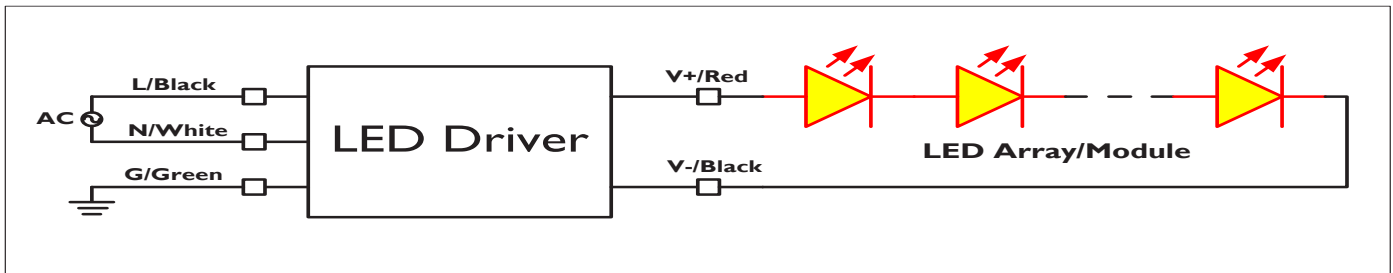 L/Black
AC
N/White
G/Green
LED Driver
V+/Red
V-/Black
LED Array/Module